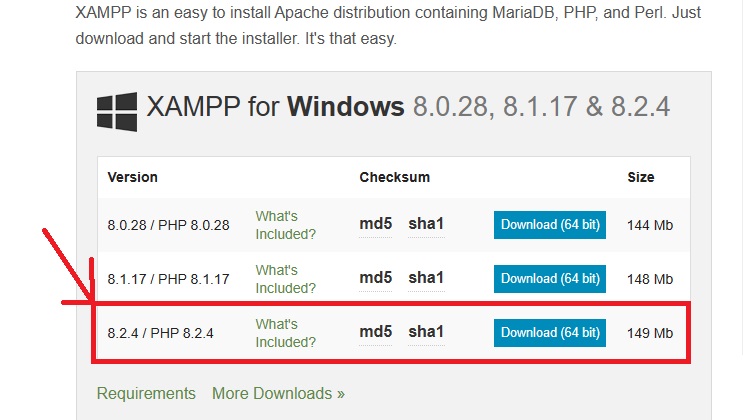 XAMPP is an easy to install Apache distribution containing MariaDB, PHP, and Perl. Just
download and start the installer. It's that easy.
XAMPP for Windows 8.0.28, 8.1.17 & 8.2.4
Version Checksum Size
8.0.28 / PHP 8.0.28 What's Included? md5 sha1 Download (64 bit) 144 Mb
8.1.17 / PHP 8.1.17 What's Included? md5 sha1 Download (64 bit) 148 Mb
8.2.4 / PHP 8.2.4 What's Included? md5 sha1 Download (64 bit) 149 Mb
Requirements More Downloads »